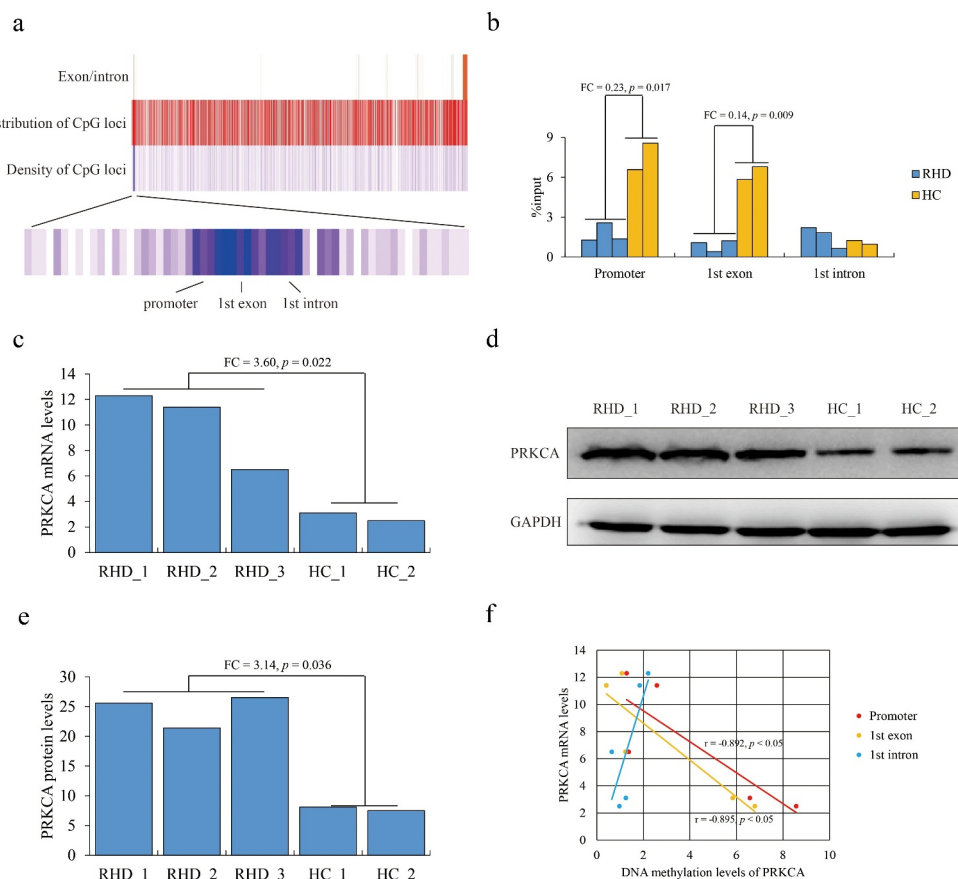 a
Exon/intron
stribution of CpG loci
Density of CpG loci
promoter 1st exon 1st intron
b
FC = 0.23, p = 0.017
FC = 0.14, p = 0.009
9
6
3
0
%input
RHD
HC
Promoter 1st exon 1st intron
c
FC = 3.60, p = 0.022
14
12
10
8
6
4
2
0
PRKCA mRNA levels
RHD_1 RHD_2 RHD_3 HC_1 HC_2
d
RHD_1 RHD_2 RHD_3 HC_1 HC_2
PRKCA
GAPDH
e
FC = 3.14, p = 0.036
30
25
20
15
10
5
0
PRKCA protein levels
RHD_1 RHD_2 RHD_3 HC_1 HC_2
f
14
12
10
8
6
4
2
0
PRKCA mRNA levels
r = -0.892, p < 0.05
r = -0.895, p < 0.05
Promoter
1st exon
1st intron
0 2 4 6 8 10
DNA methylation levels of PRKCA